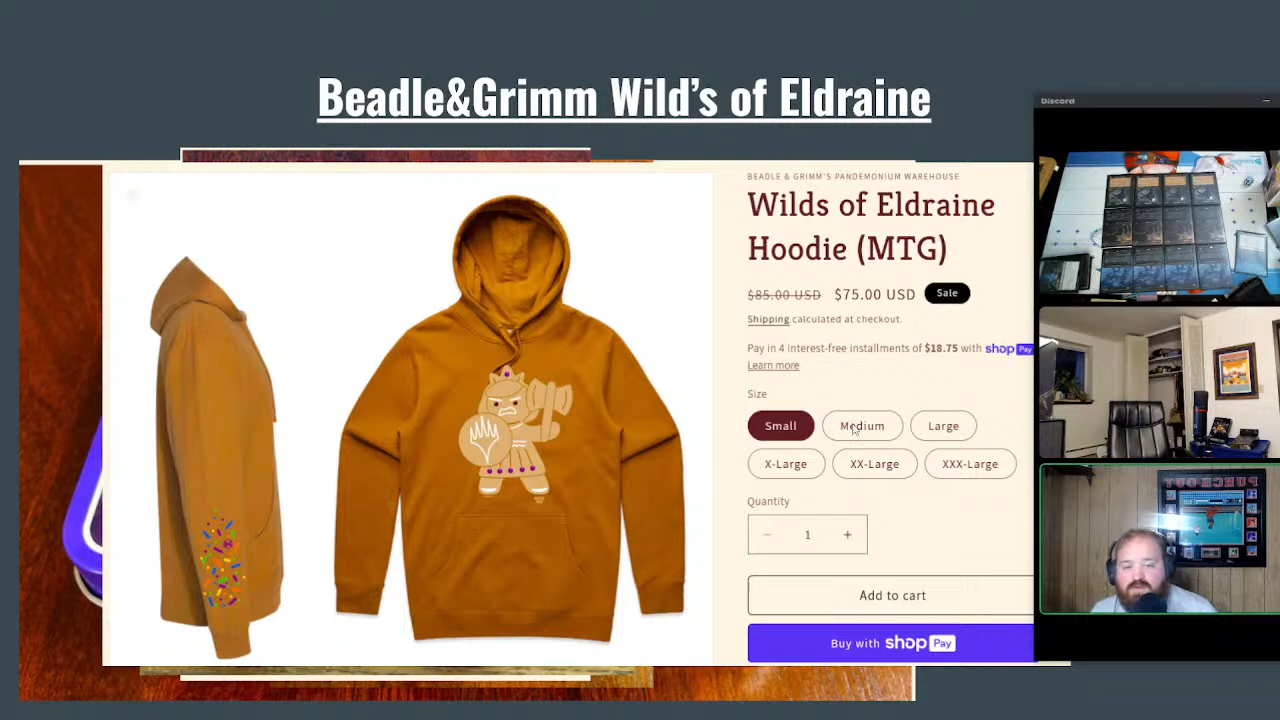 Beadle&Grimm Wild's of Eldraine
Discord
BEADLE & GRIMM'S PANDEMONIUM WAREHOUSE
Wilds of Eldraine
Hoodie (MTG)
$85.00 USD $75.00 USD Sale
Shipping calculated at checkout.
Pay in 4 interest-free installments of $18.75 with shop Pay
Learn more
Size
Small Medium Large
X-Large XX-Large XXX-Large
Quantity
− 1 +
Add to cart
Buy with shop Pay
PUNCH OUT